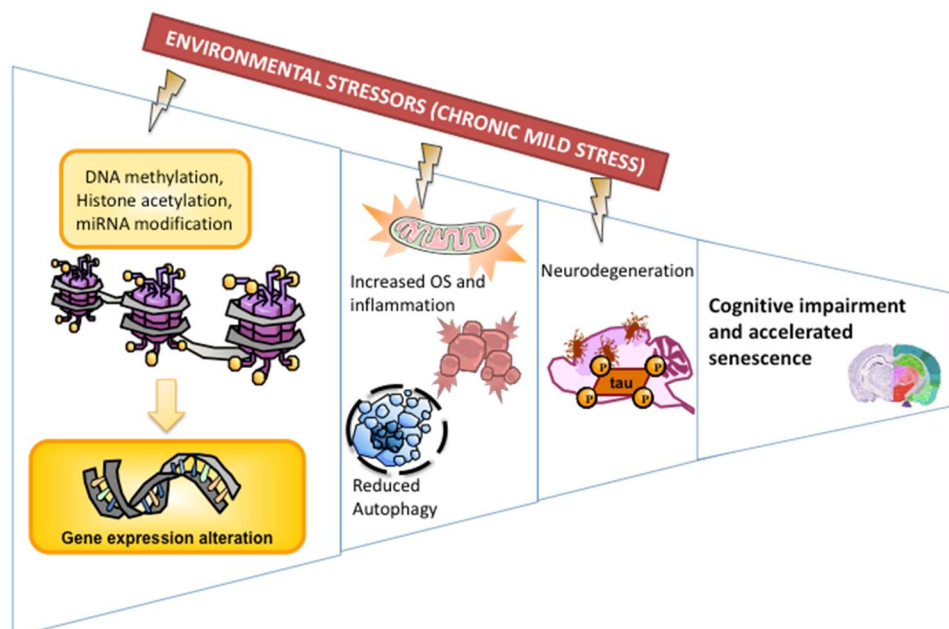 ENVIRONMENTAL STRESSORS (CHRONIC MILD STRESS)
DNA methylation,
Histone acetylation,
miRNA modification
Gene expression alteration
Increased OS and
inflammation
Reduced
Autophagy
Neurodegeneration
P
P
tau
P
P
Cognitive impairment
and accelerated
senescence